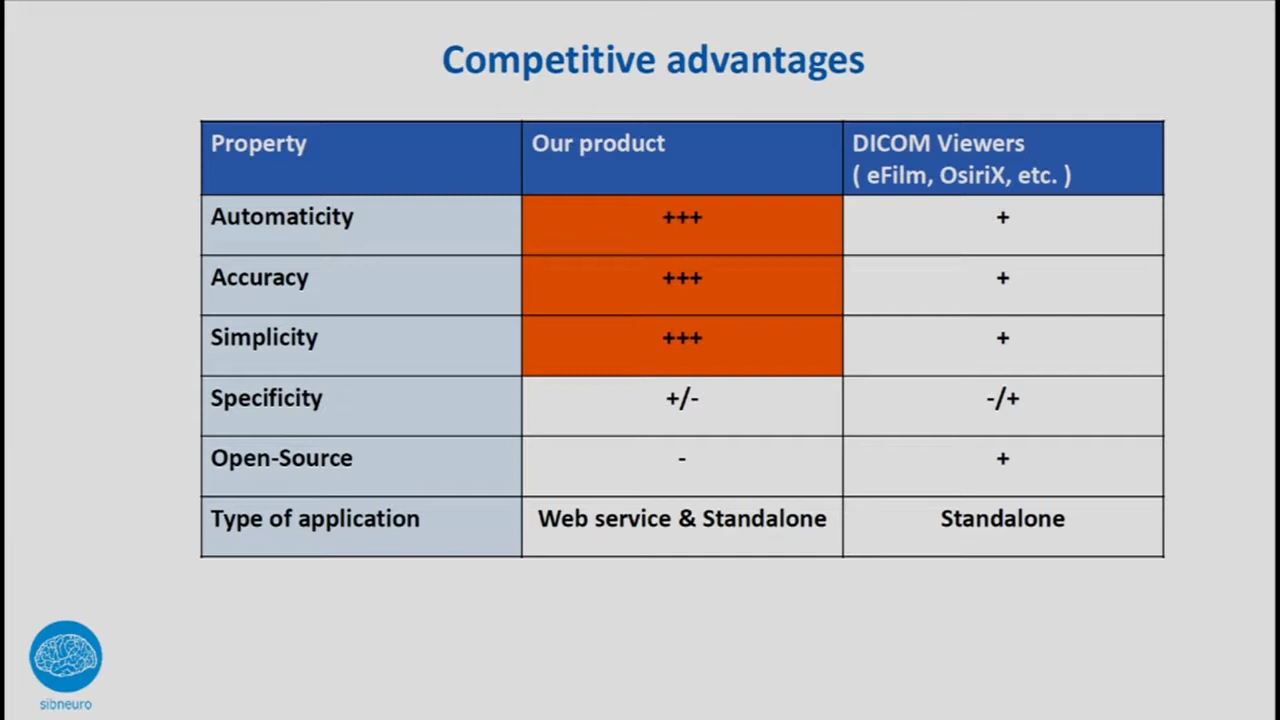 Competitive advantages
Property Our product DICOM Viewers
( eFilm, OsiriX, etc. )
Automaticity +++ +
Accuracy +++ +
Simplicity +++ +
Specificity +/- -/+
Open-Source - +
Type of application Web service & Standalone Standalone
sibneuro